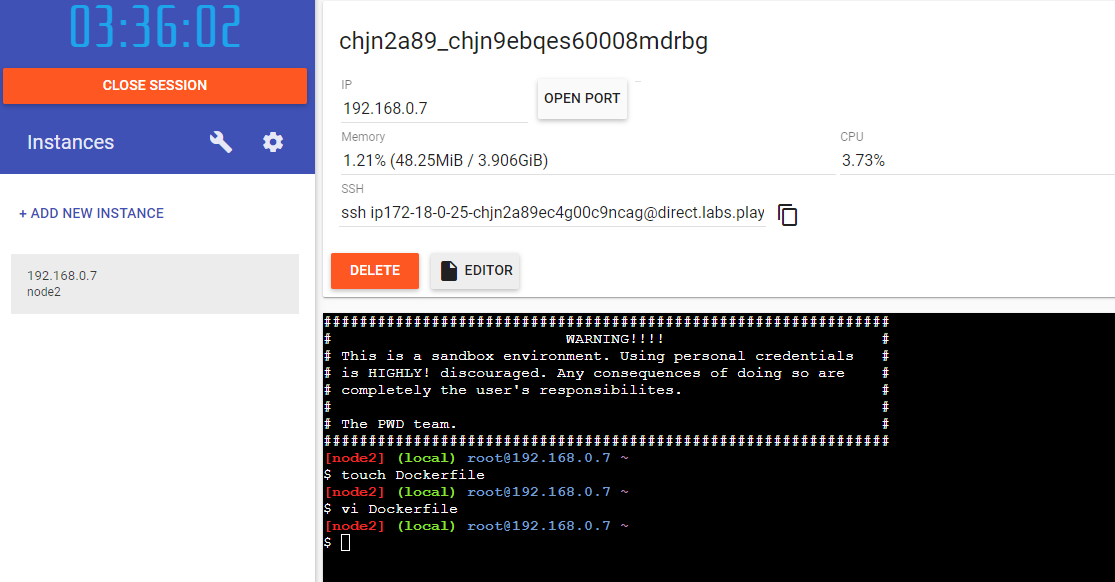 03:36:02
CLOSE SESSION
Instances
+ ADD NEW INSTANCE
192.168.0.7
node2
chjn2a89_chjn9ebqes60008mdrbg
IP
192.168.0.7
OPEN PORT
Memory
1.21% (48.25MiB / 3.906GiB)
CPU
3.73%
SSH
ssh ip172-18-0-25-chjn2a89ec4g00c9ncag@direct.labs.play
DELETE
EDITOR
###############################################################
#                          WARNING!!!!                        #
# This is a sandbox environment. Using personal credentials   #
# is HIGHLY! discouraged. Any consequences of doing so are    #
# completely the user's responsibilites.                      #
#                                                             #
# The PWD team.                                               #
###############################################################
[node2] (local) root@192.168.0.7 ~
$ touch Dockerfile
[node2] (local) root@192.168.0.7 ~
$ vi Dockerfile
[node2] (local) root@192.168.0.7 ~
$